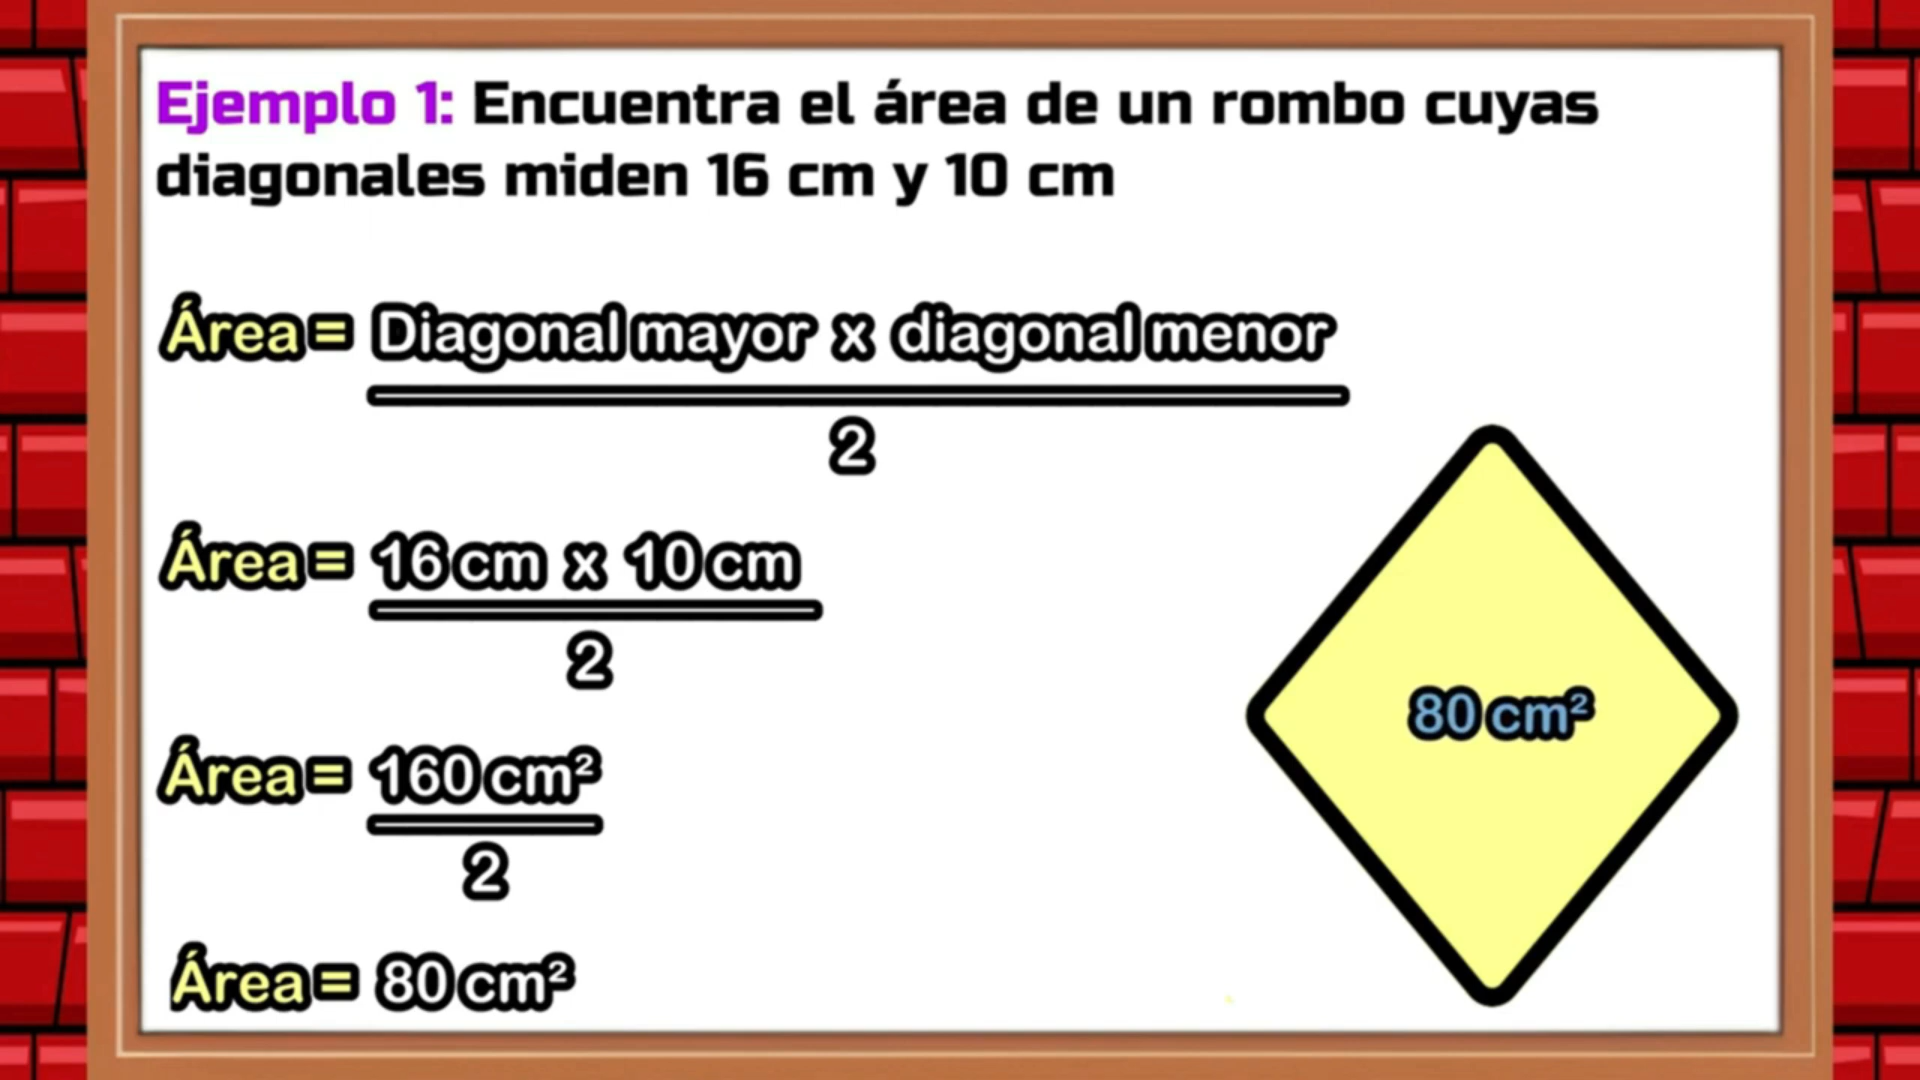 Ejemplo 1: Encuentra el área de un rombo cuyas
diagonales miden 16 cm y 10 cm
Área = Diagonal mayor x diagonal menor
2
Área = 16 cm x 10 cm
2
80 cm²
Área = 160 cm²
2
Área = 80 cm²